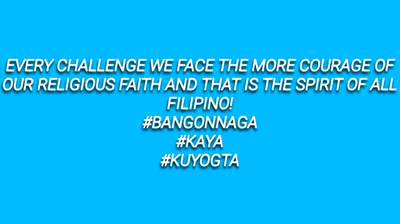 EVERY CHALLENGE WE FACE THE MORE COURAGE OF
OUR RELIGIOUS FAITH AND THAT IS THE SPIRIT OF ALL
FILIPINO!
#BANGONNAGA
#KAYA
#KUYOGTA